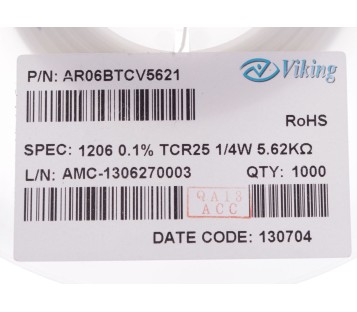 P/N: AR06BTCV5621
Viking
RoHS
SPEC: 1206 0.1% TCR25 1/4W 5.62KΩ
L/N: AMC-1306270003 QTY: 1000
QA13
ACC
DATE CODE: 130704